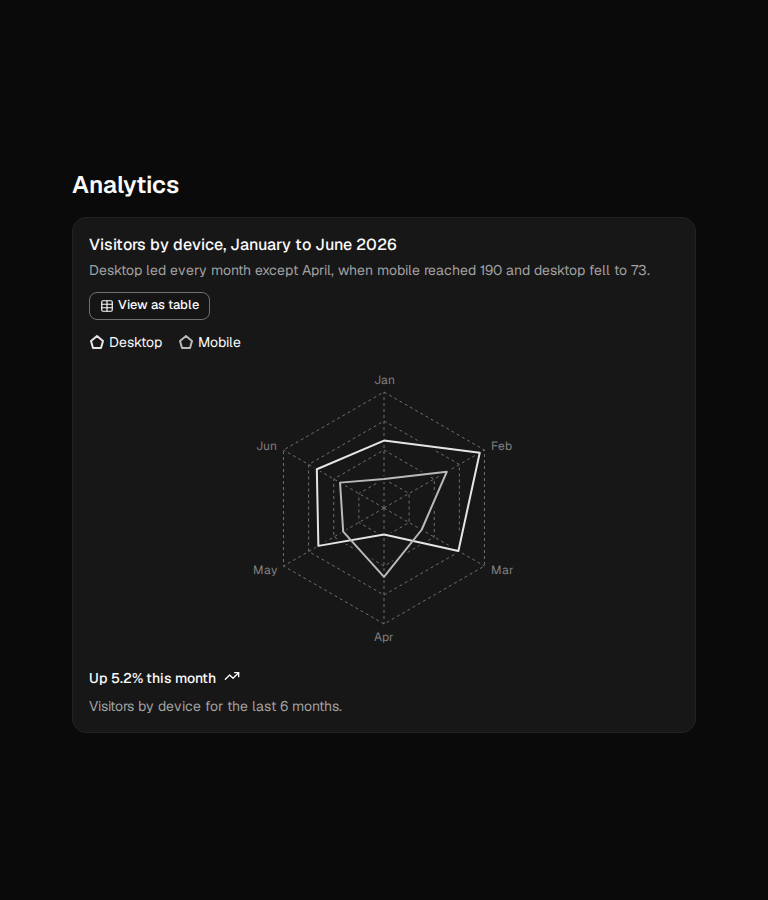 Analytics
Visitors by device, January to June 2026
Desktop led every month except April, when mobile reached 190 and desktop fell to 73.
View as table
Desktop Mobile
Jan
Jun Feb
May Mar
Apr
Up 5.2% this month
Visitors by device for the last 6 months.